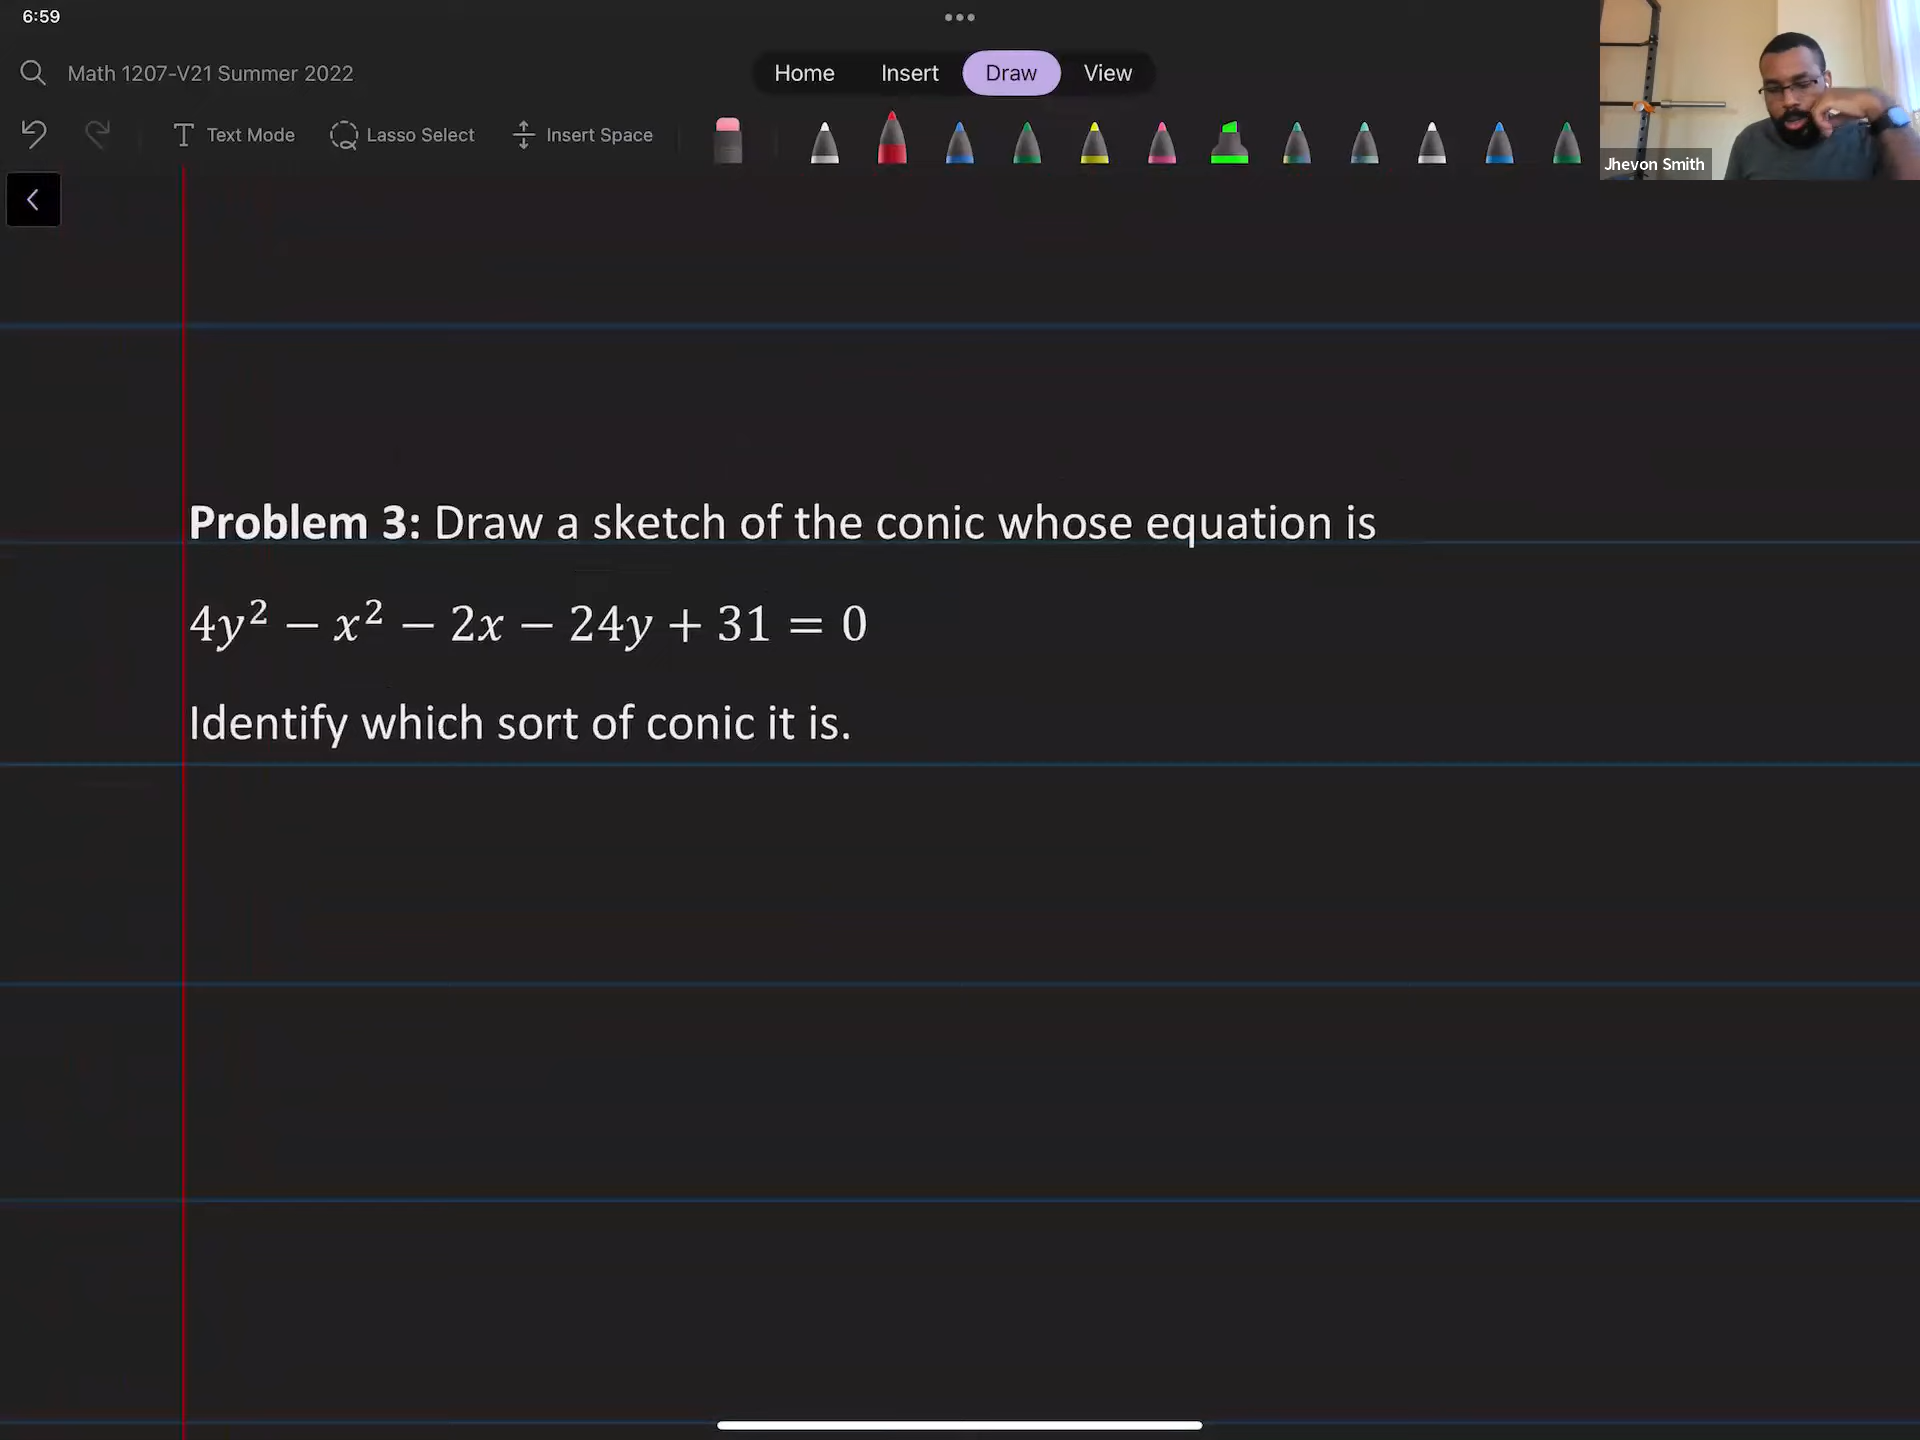 6:59
Math 1207-V21 Summer 2022
Home Insert Draw View
Text Mode Lasso Select Insert Space
Jhevon Smith
Problem 3: Draw a sketch of the conic whose equation is
4y² − x² − 2x − 24y + 31 = 0
Identify which sort of conic it is.